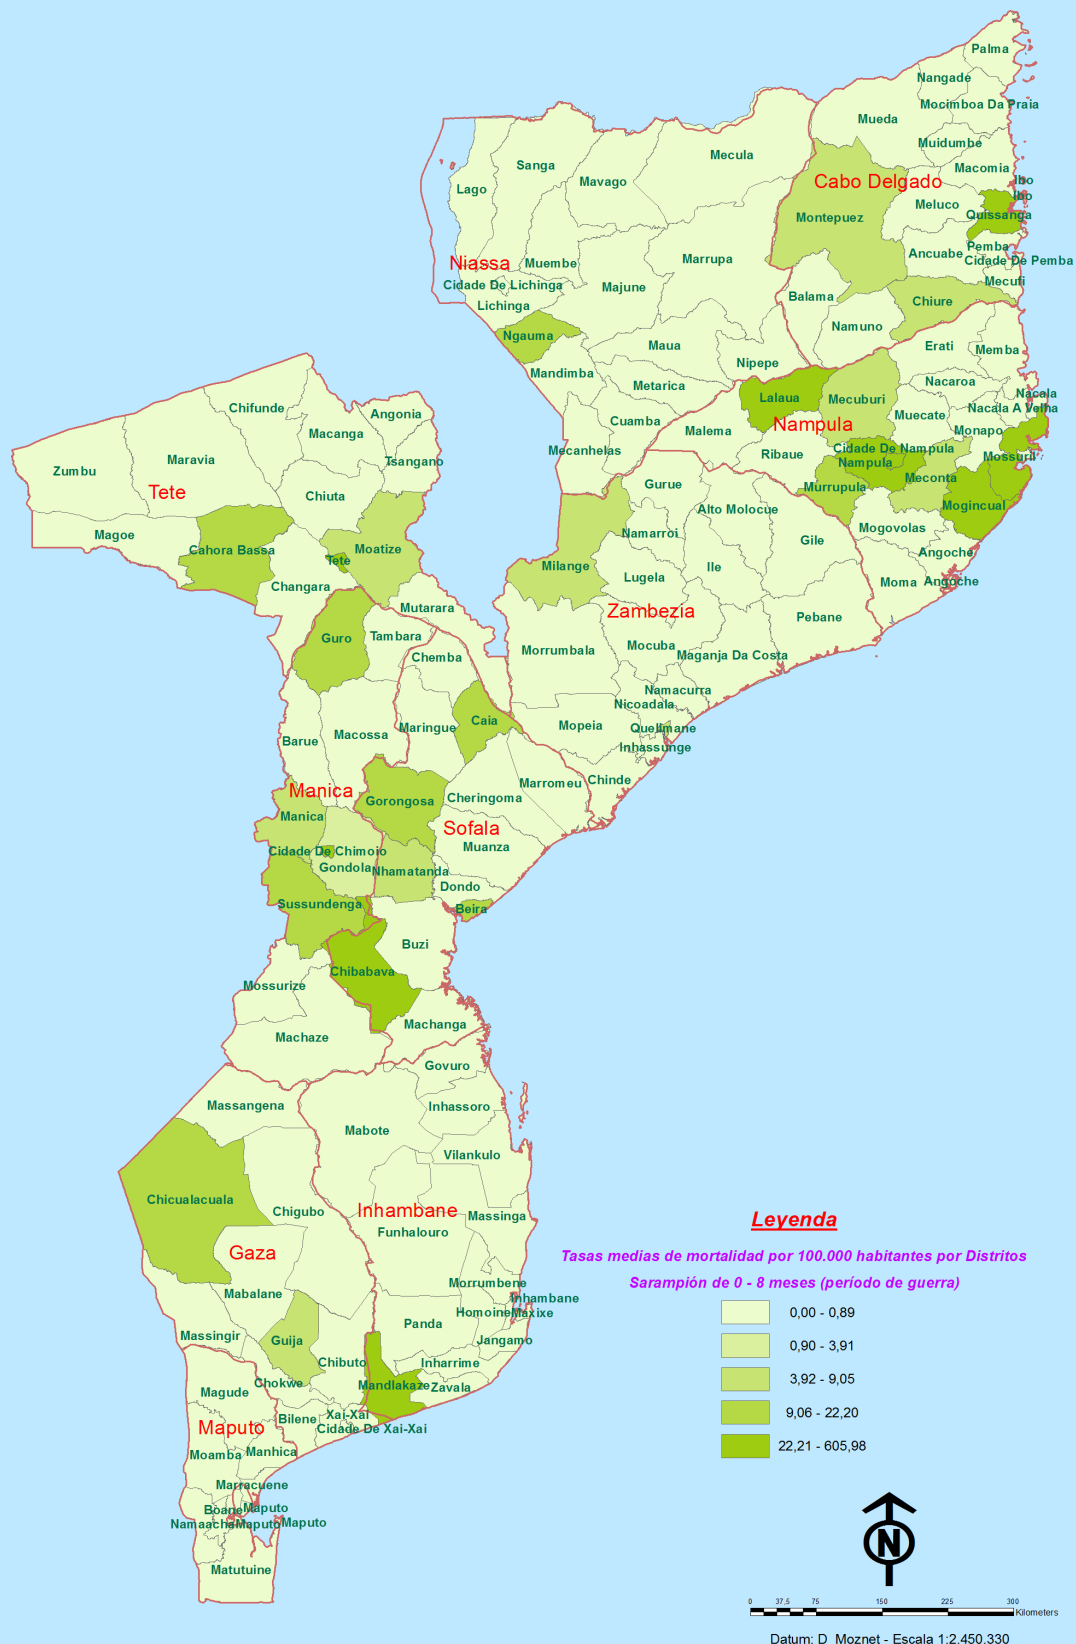 Palma
Nangade
Mocimboa Da Praia
Mueda
Muidumbe
Mecula
Sanga
Macomia
Mavago
Ibo
Cabo Delgado
Lago
Ibo
Meluco
Quissanga
Montepuez
Pemba
Ancuabe
Marrupa
Cidade De Pemba
Niassa
Muembe
Mecufi
Cidade De Lichinga
Majune
Balama
Chiure
Lichinga
Namuno
Ngauma
Maua
Erati
Memba
Nipepe
Mandimba
Metarica
Nacaroa
Nacala
Lalaua
Mecuburi
Nacala A Velha
Chifunde
Angonia
Muecate
Cuamba
Nampula
Malema
Monapo
Macanga
Mecanhelas
Cidade De Nampula
Ribaue
Mossuril
Maravia
Tsangano
Nampula
Zumbu
Meconta
Gurue
Murrupula
Tete
Chiuta
Mogincual
Alto Molocue
Mogovolas
Magoe
Namarroi
Gile
Cahora Bassa
Moatize
Angoche
Tete
Milange
Ile
Lugela
Moma
Angoche
Changara
Mutarara
Zambezia
Pebane
Guro
Tambara
Mocuba
Morrumbala
Maganja Da Costa
Chemba
Namacurra
Nicoadala
Caia
Mopeia
Maringue
Quelimane
Macossa
Barue
Inhassunge
Marromeu
Chinde
Manica
Cheringoma
Gorongosa
Manica
Sofala
Muanza
Cidade De Chimoio
Gondola
Nhamatanda
Dondo
Sussundenga
Beira
Buzi
Chibabava
Mossurize
Machanga
Machaze
Govuro
Massangena
Inhassoro
Mabote
Vilankulo
Chicualacuala
Chigubo
Inhambane
Massinga
Funhalouro
Gaza
Morrumbene
Mabalane
Inhambane
Homoine
Maxixe
Panda
Massingir
Guija
Jangamo
Chibuto
Inharrime
Chokwe
Mandlakaze
Zavala
Magude
Xai-Xai
Bilene
Maputo
Cidade De Xai-Xai
Moamba
Manhica
Marracuene
Boane
Maputo
Namaacha
Maputo
Maputo
Matutuine
Leyenda
Tasas medias de mortalidad por 100.000 habitantes por Distritos
Sarampión de 0 - 8 meses (período de guerra)
0,00 - 0,89
0,90 - 3,91
3,92 - 9,05
9,06 - 22,20
22,21 - 605,98
N
0 37,5 75 150 225 300
Kilometers
Datum: D_Moznet - Escala 1:2.450.330